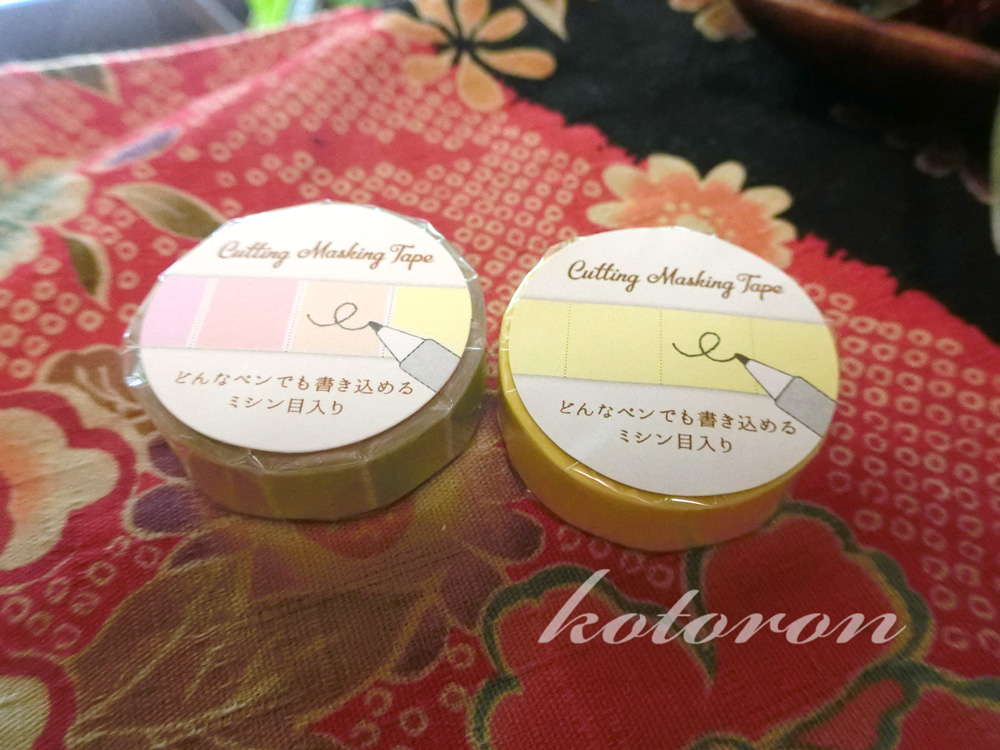 Cutting Masking Tape
どんなペンでも書き込める
ミシン目入り
Cutting Masking Tape
どんなペンでも書き込める
ミシン目入り
kotoron